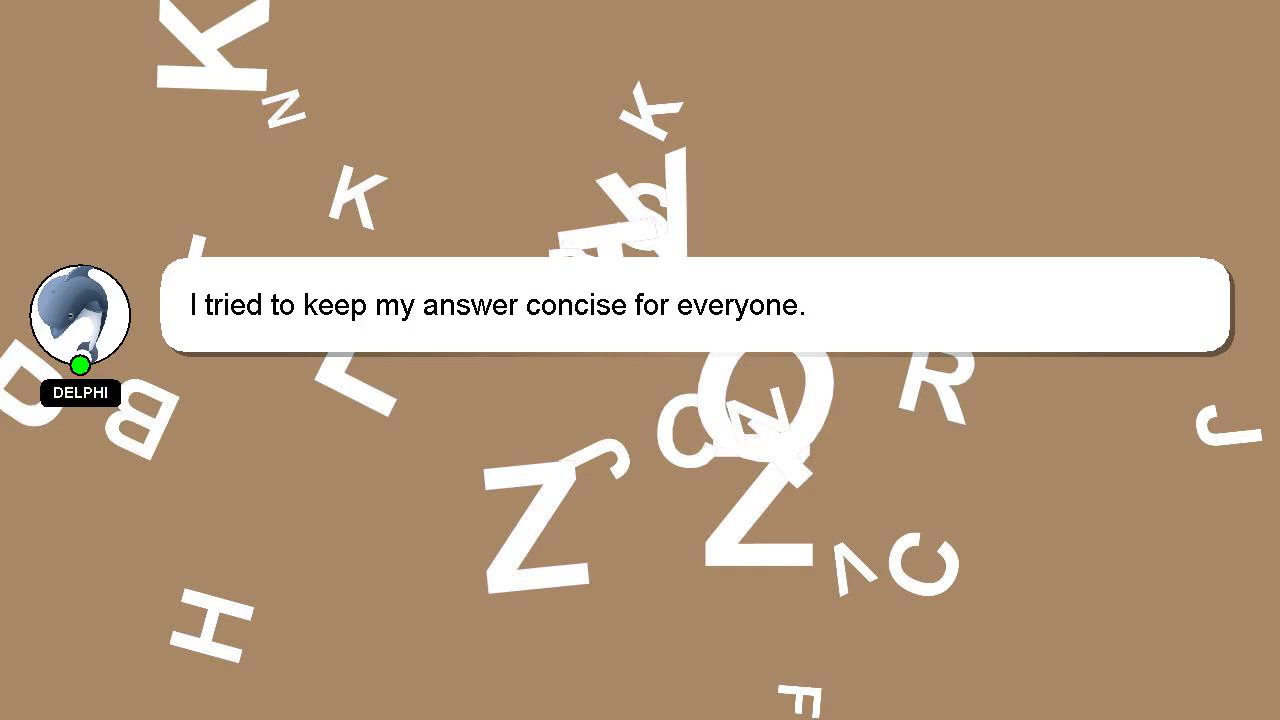 I tried to keep my answer concise for everyone.
DELPHI
K
N
K
K
S
L
B
Q
C
N
R
J
J
Z
Z
V
C
H
F